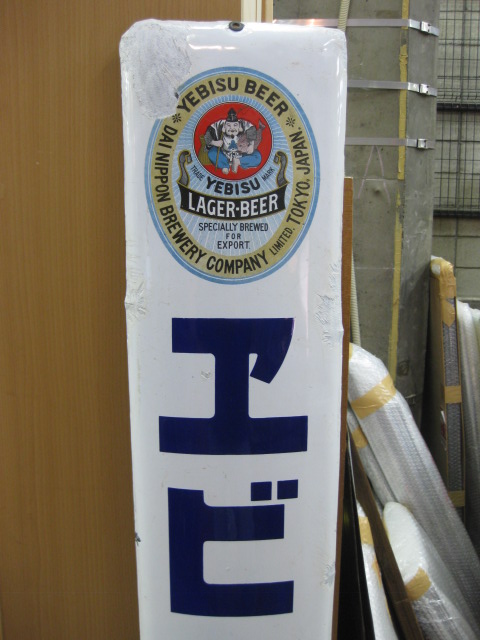 YEBISU BEER
DAI NIPPON BREWERY COMPANY LIMITED. TOKYO, JAPAN.
TRADE MARK
YEBISU
LAGER-BEER
SPECIALLY BREWED
FOR
EXPORT
ヱ
ビ